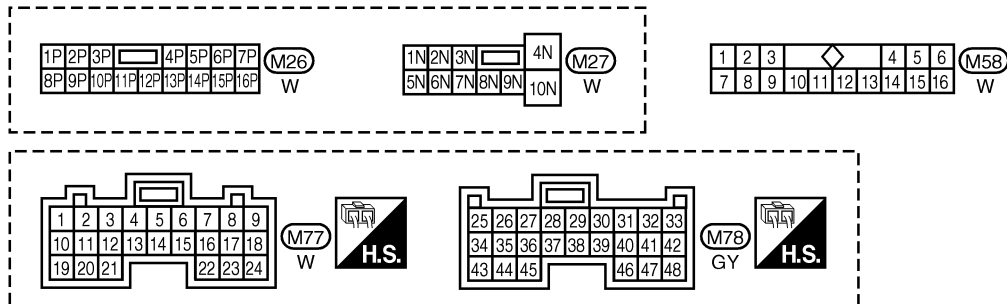 1P 2P 3P 4P 5P 6P 7P
8P 9P 10P 11P 12P 13P 14P 15P 16P
M26
W
1N 2N 3N 4N
5N 6N 7N 8N 9N 10N
M27
W
1 2 3 4 5 6
7 8 9 10 11 12 13 14 15 16
M58
W
1 2 3 4 5 6 7 8 9
10 11 12 13 14 15 16 17 18
19 20 21 22 23 24
M77
W
H.S.
25 26 27 28 29 30 31 32 33
34 35 36 37 38 39 40 41 42
43 44 45 46 47 48
M78
GY
H.S.